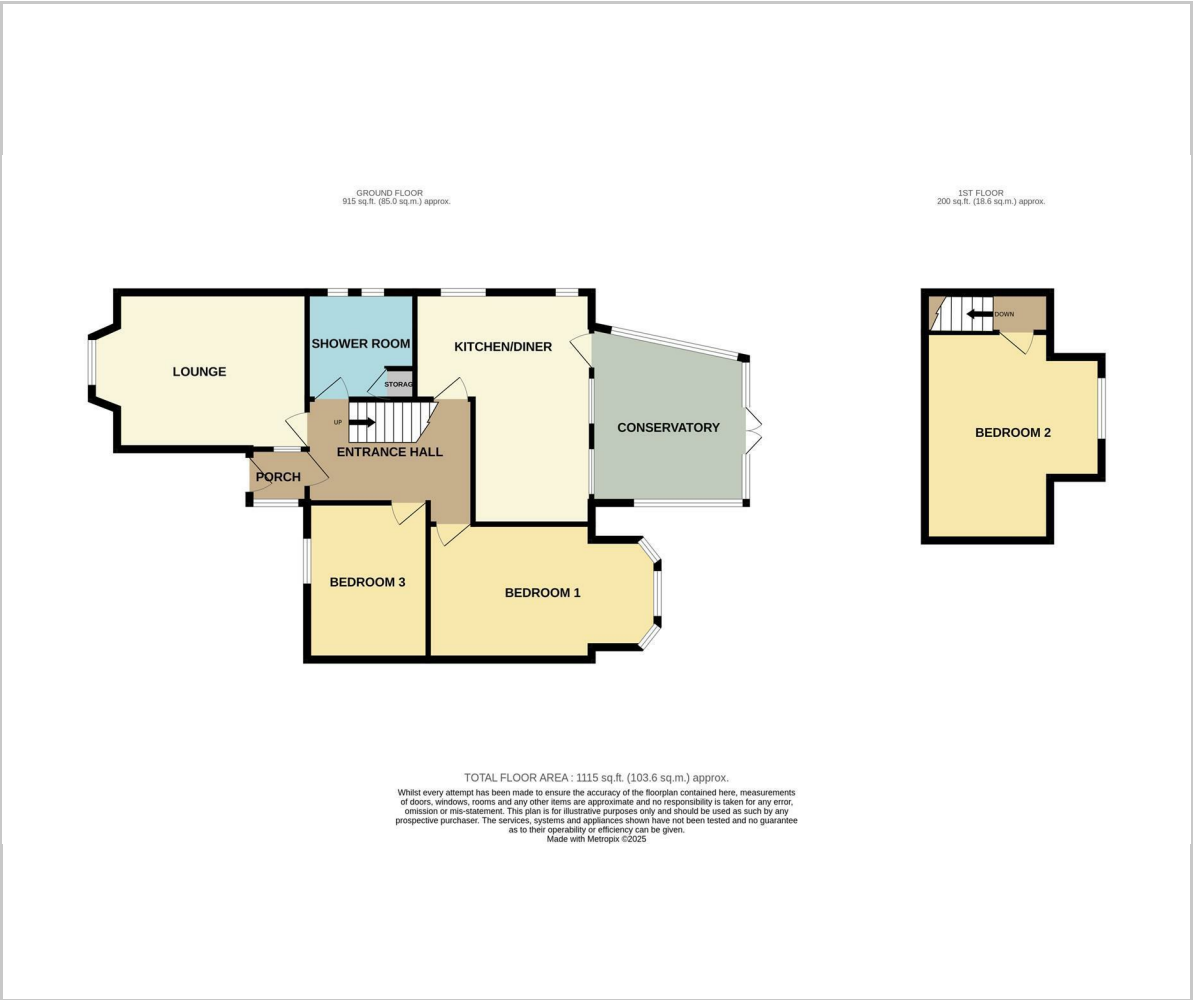 GROUND FLOOR
915 sq.ft. (85.0 sq.m.) approx.
1ST FLOOR
200 sq.ft. (18.6 sq.m.) approx.
DOWN
SHOWER ROOM
KITCHEN/DINER
LOUNGE
STORAG
UP
CONSERVATORY
BEDROOM 2
ENTRANCE HALL
PORCH
BEDROOM 3
BEDROOM 1
TOTAL FLOOR AREA : 1115 sq.ft. (103.6 sq.m.) approx.
Whilst every attempt has been made to ensure the accuracy of the floorplan contained here, measurements
of doors, windows, rooms and any other items are approximate and no responsibility is taken for any error,
omission or mis-statement. This plan is for illustrative purposes only and should be used as such by any
prospective purchaser. The services, systems and appliances shown have not been tested and no guarantee
as to their operability or efficiency can be given.
Made with Metropix ©2025